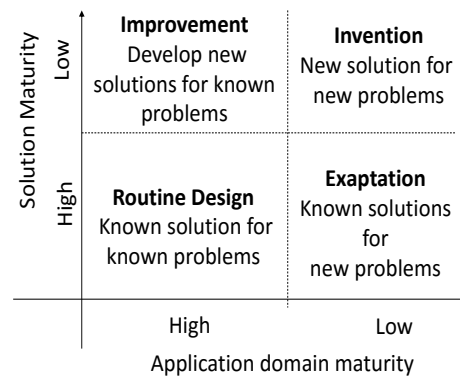 Improvement
Develop new
solutions for known
problems
Invention
New solution for
new problems
Routine Design
Known solution for
known problems
Exaptation
Known solutions
for
new problems
Solution Maturity
Low
High
High
Low
Application domain maturity